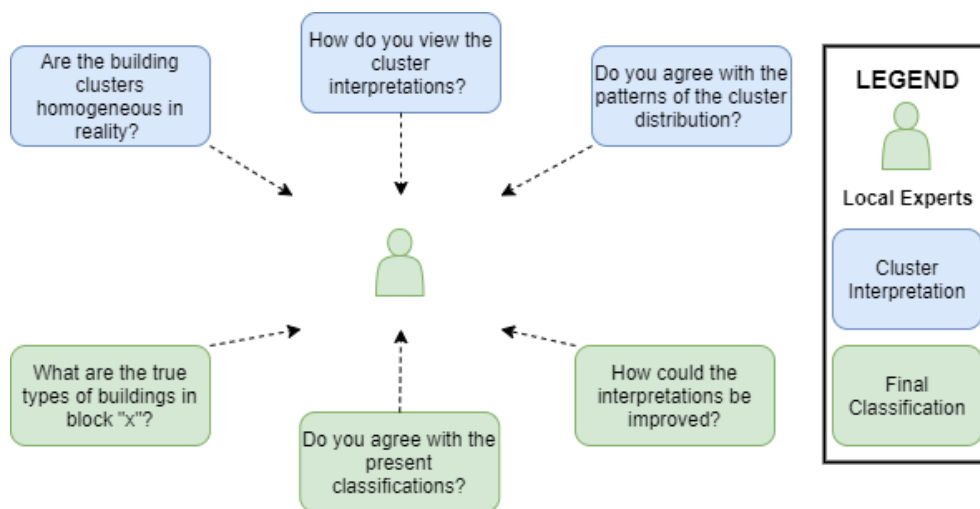 Are the building
clusters
homogeneous in
reality?
How do you view the
cluster
interpretations?
Do you agree with the
patterns of the cluster
distribution?
What are the true
types of buildings in
block "x"?
Do you agree with the
present
classifications?
How could the
interpretations be
improved?
LEGEND
Local Experts
Cluster
Interpretation
Final
Classification